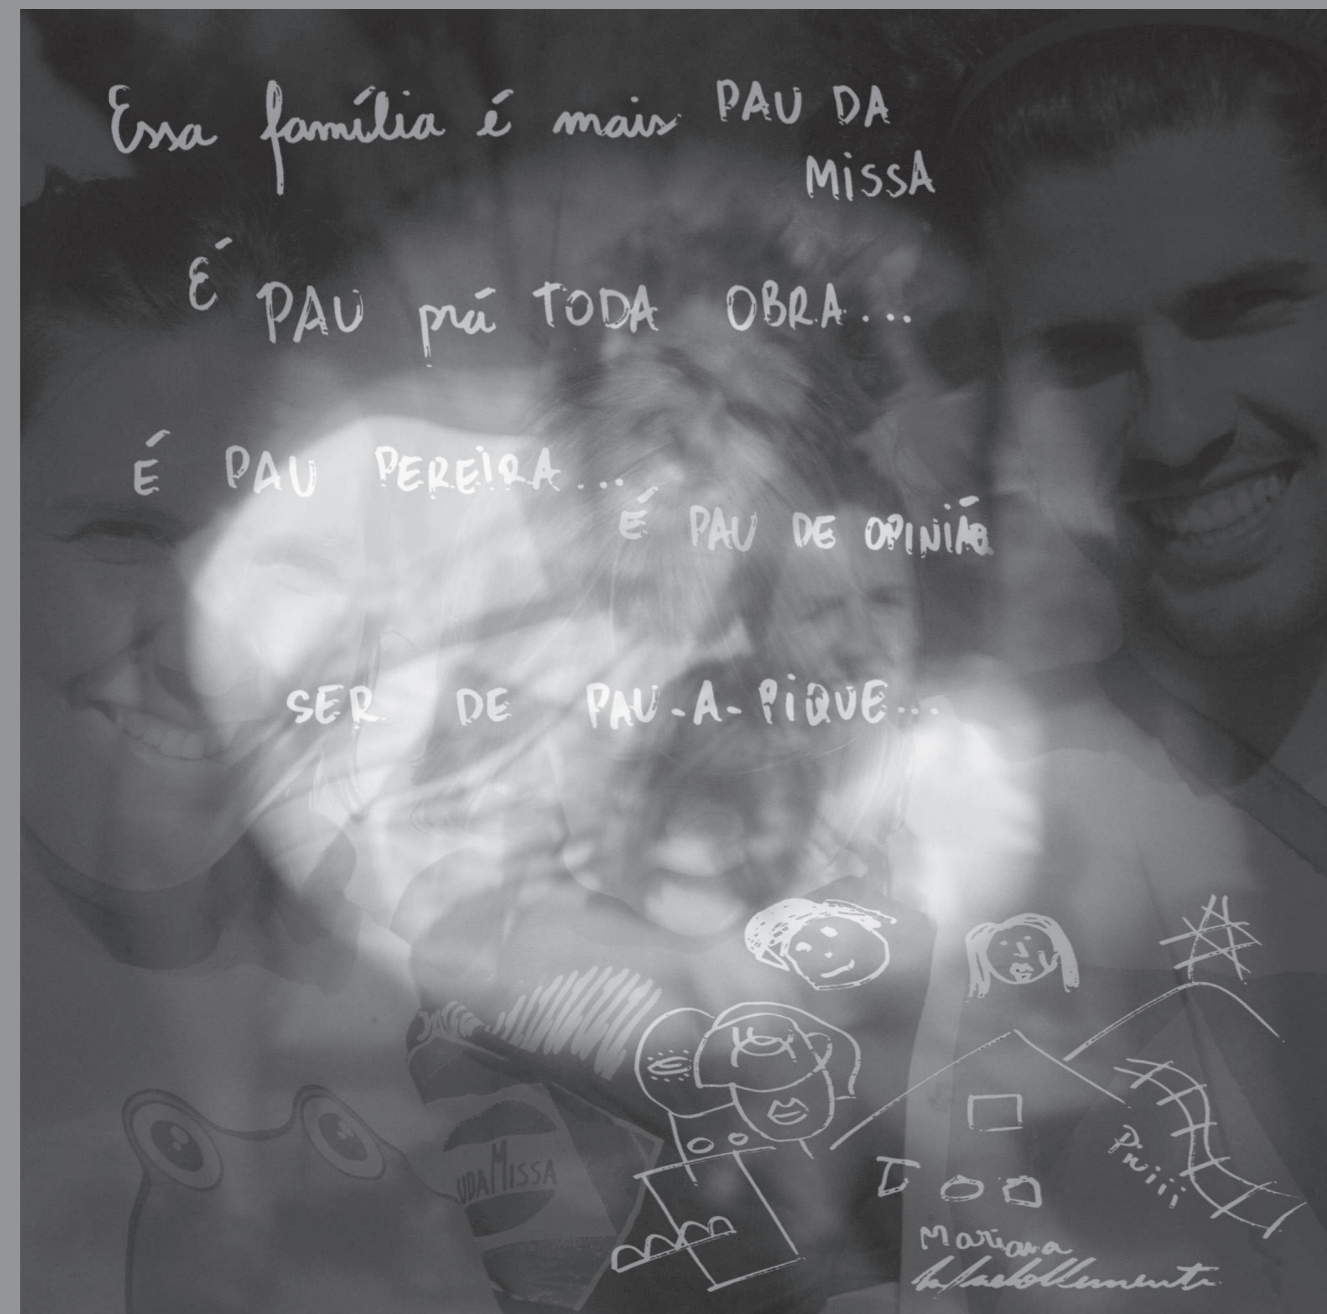 Essa família é mais PAU DA
MissA
É PAU prá TODA OBRA...
É PAU PEREiRA...
É PAU DE OPINIÃO
SER DE PAU-A-PiQUE...
UDAMISSA
Priiii
Mariana